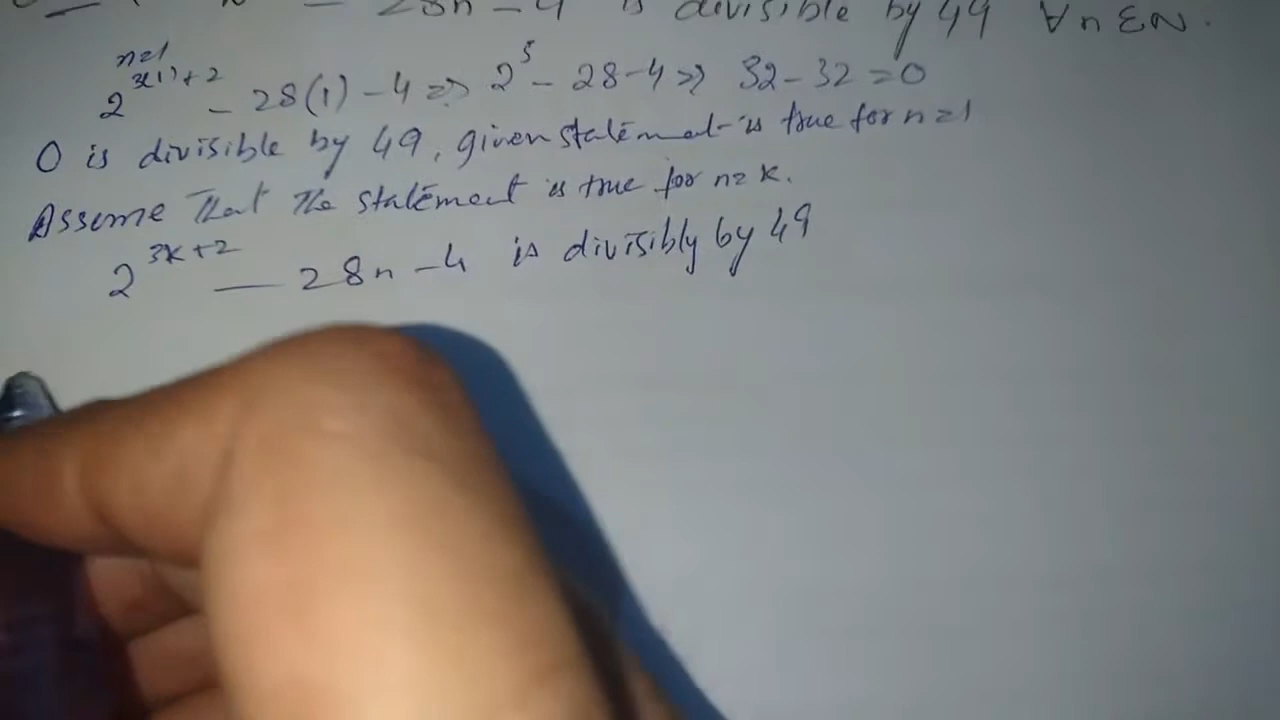 - 28n - 4 is divisible by 49 ∀ n ∈ N.
n=1
2^{3(1)+2} - 28(1) - 4 => 2^5 - 28 - 4 => 32 - 32 = 0
0 is divisible by 49, given statement is true for n=1
Assume That The statement is true for n=k.
2^{3k+2} - 28n - 4 is divisibly by 49